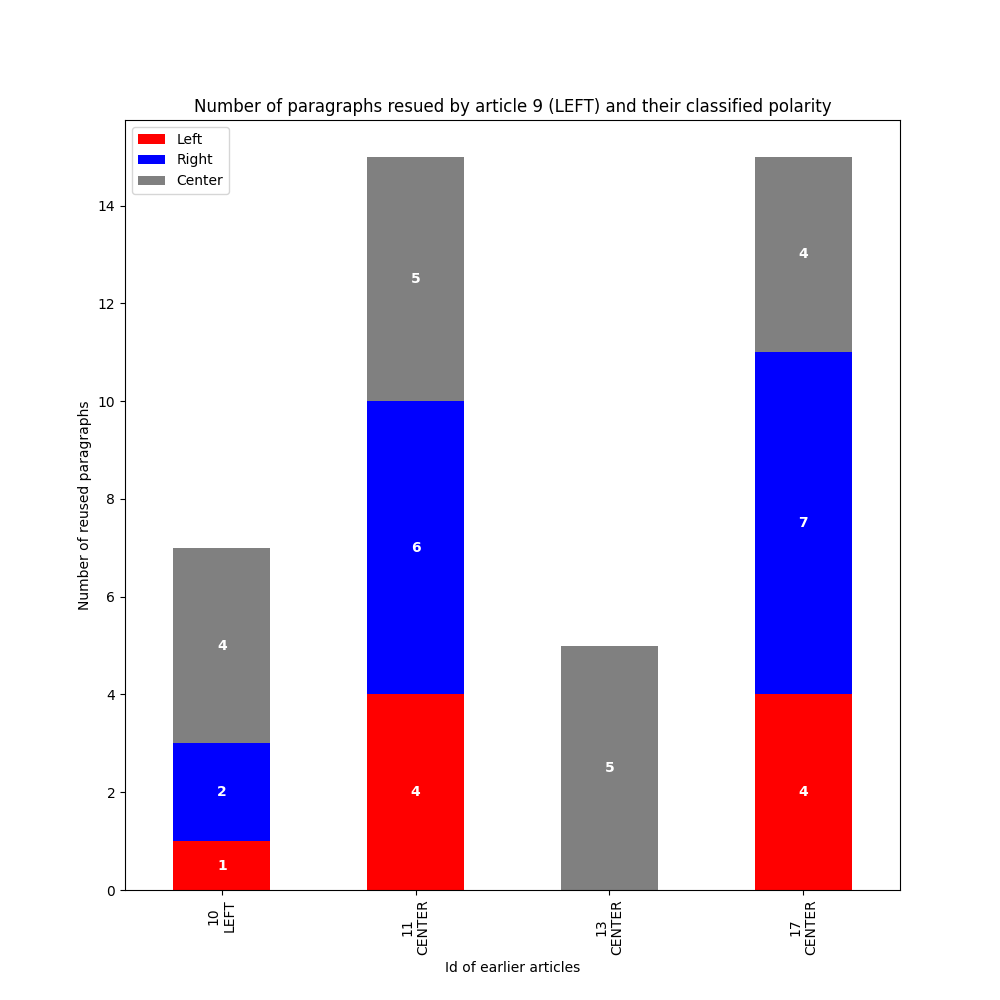 Number of paragraphs resued by article 9 (LEFT) and their classified polarity
Left
Right
Center
Number of reused paragraphs
14
12
10
8
6
4
2
0
4
2
1
5
6
4
5
4
7
4
10
LEFT
11
CENTER
13
CENTER
17
CENTER
Id of earlier articles